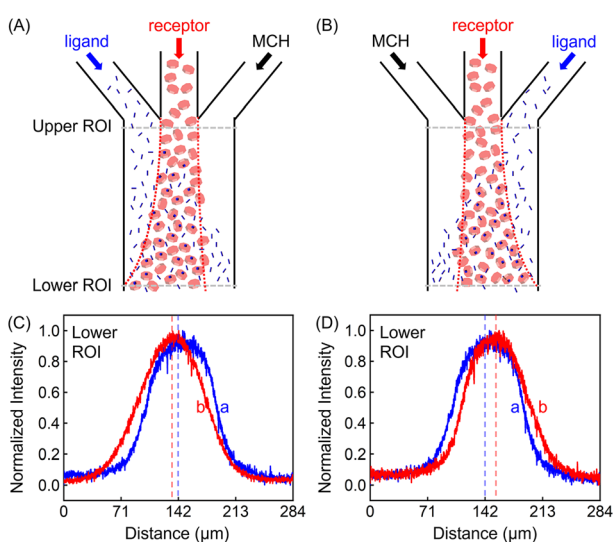 (A)
receptor
ligand
MCH
Upper ROI
Lower ROI
(B)
receptor
MCH
ligand
(C)
Lower
ROI
Normalized Intensity
1.0
0.8
0.6
0.4
0.2
0.0
b a
0 71 142 213 284
Distance (μm)
(D)
Lower
ROI
Normalized Intensity
1.0
0.8
0.6
0.4
0.2
0.0
a b
0 71 142 213 284
Distance (μm)